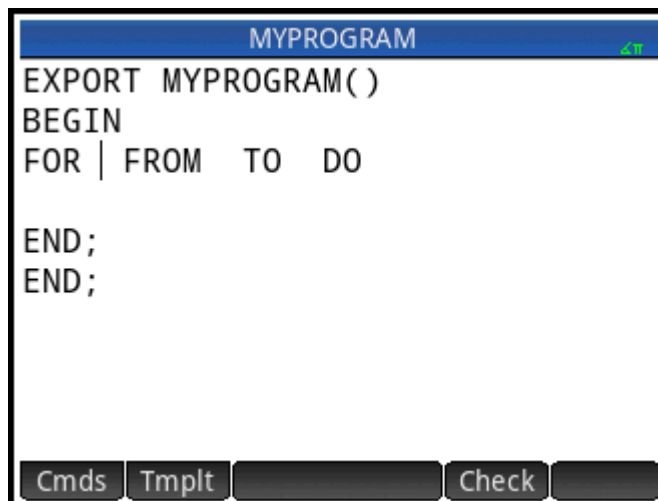 MYPROGRAM
∠π
EXPORT MYPROGRAM()
BEGIN
FOR FROM TO DO
END;
END;
Cmds Tmplt Check